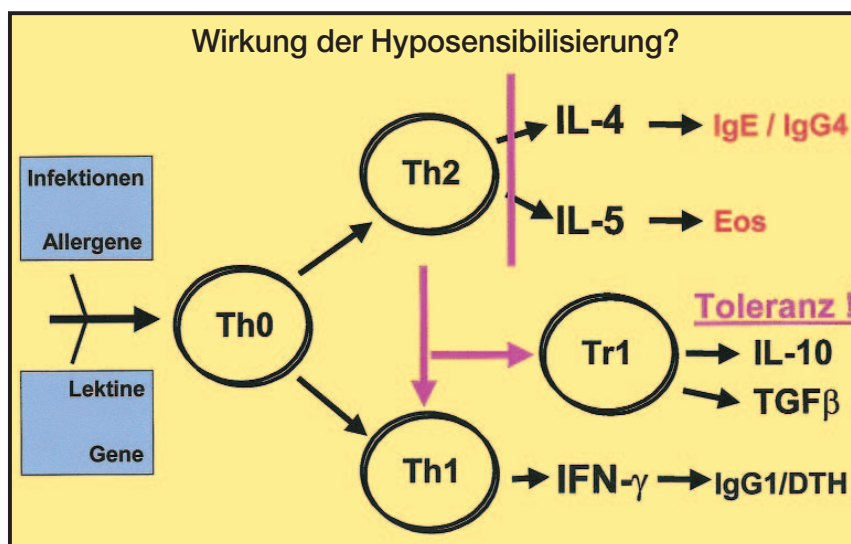 Wirkung der Hyposensibilisierung?
Infektionen
Allergene
Lektine
Gene
Th0
Th2
IL-4
IgE / IgG4
IL-5
Eos
Toleranz !
Tr1
IL-10
TGFβ
Th1
IFN-γ
IgG1/DTH